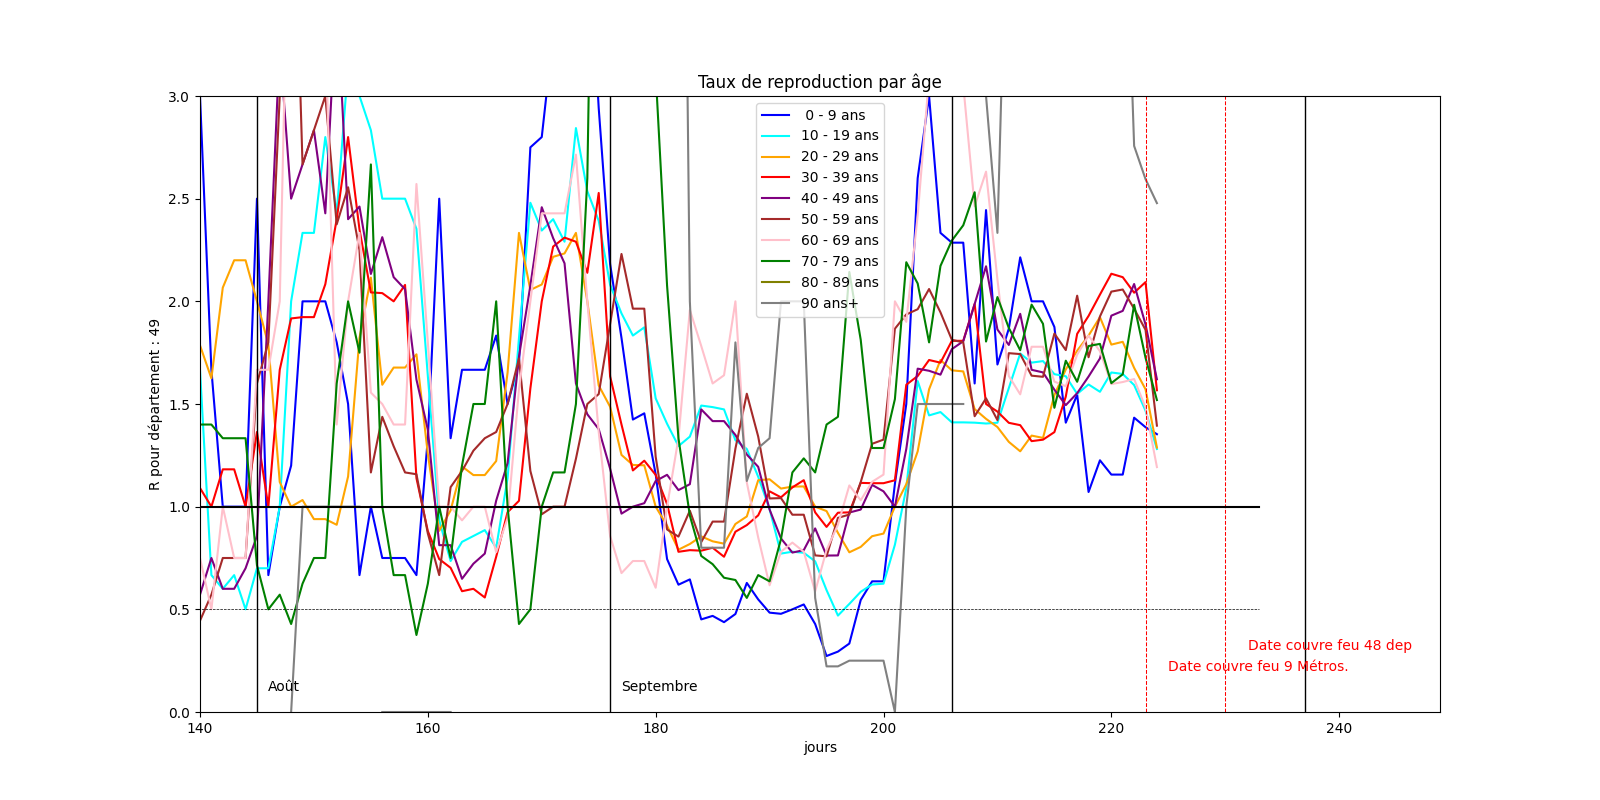 Taux de reproduction par âge
3.0
2.5
2.0
1.5
1.0
0.5
0.0
R pour département : 49
0 - 9 ans
10 - 19 ans
20 - 29 ans
30 - 39 ans
40 - 49 ans
50 - 59 ans
60 - 69 ans
70 - 79 ans
80 - 89 ans
90 ans+
Date couvre feu 48 dep
Date couvre feu 9 Métros.
Août
Septembre
140
160
180
200
220
240
jours